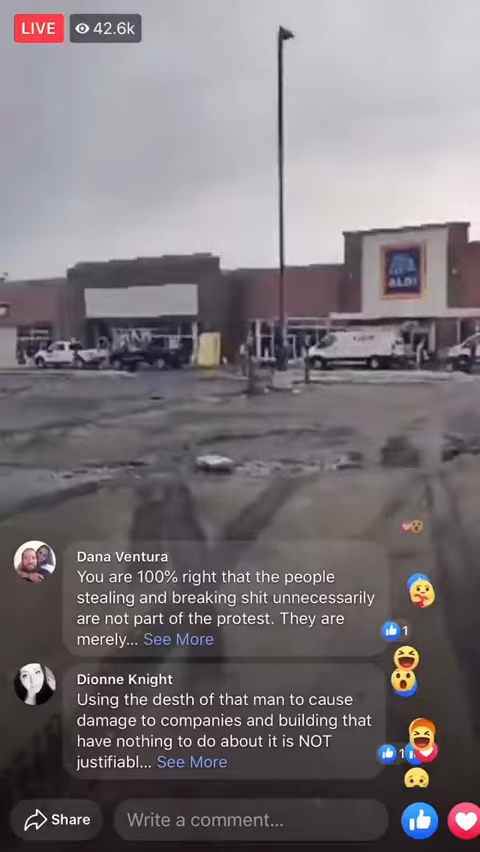 LIVE
42.6k
ALDI
Dana Ventura
You are 100% right that the people
stealing and breaking shit unnecessarily
are not part of the protest. They are
merely... See More
1
Dionne Knight
Using the desth of that man to cause
damage to companies and building that
have nothing to do about it is NOT
justifiabl... See More
1
Share
Write a comment...